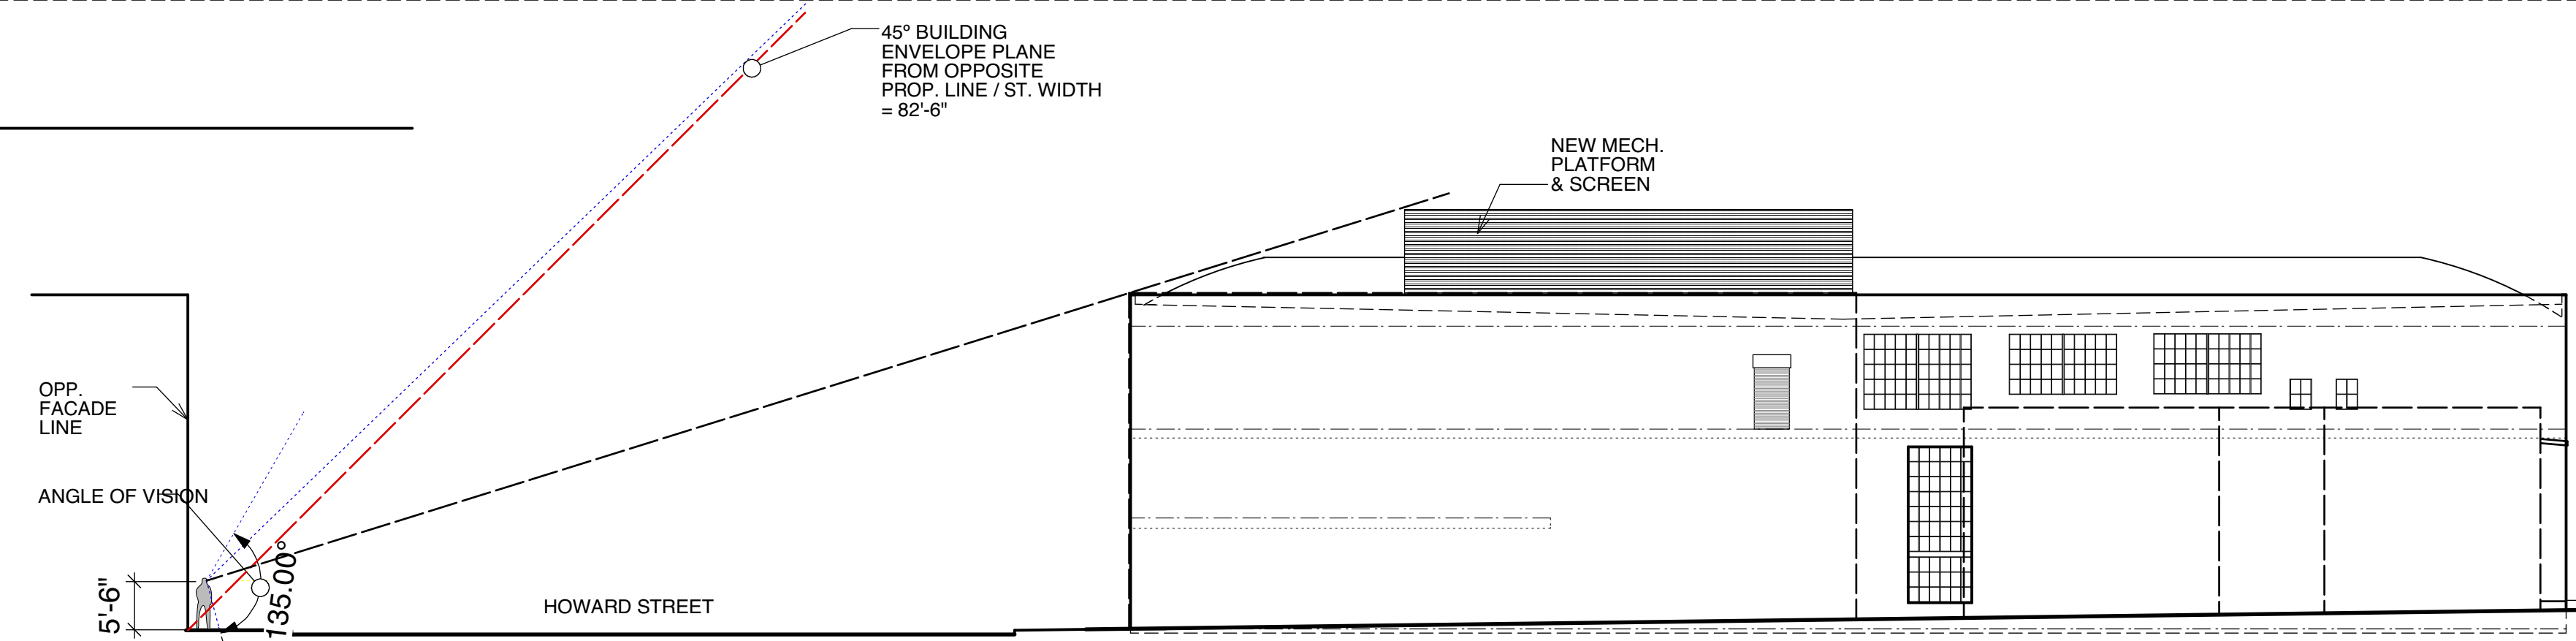 45º BUILDING
ENVELOPE PLANE
FROM OPPOSITE
PROP. LINE / ST. WIDTH
= 82'-6"
NEW MECH.
PLATFORM
& SCREEN
OPP.
FACADE
LINE
ANGLE OF VISION
5'-6"
135.00°
HOWARD STREET